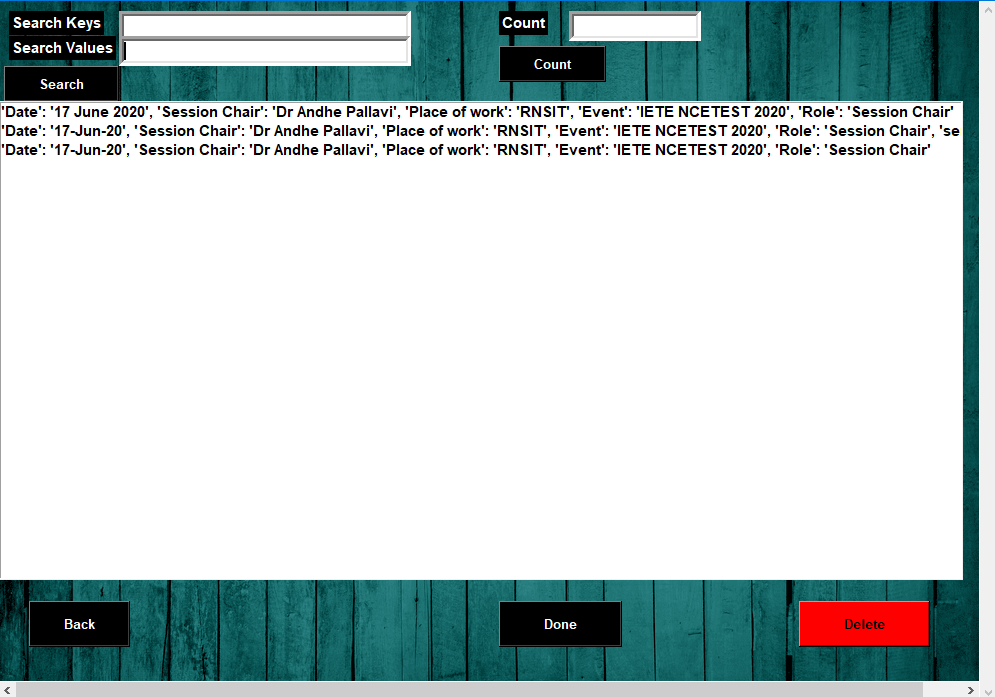 Search Keys
Count
Search Values
Count
Search
'Date': '17 June 2020', 'Session Chair': 'Dr Andhe Pallavi', 'Place of work': 'RNSIT', 'Event': 'IETE NCETEST 2020', 'Role': 'Session Chair'
'Date': '17-Jun-20', 'Session Chair': 'Dr Andhe Pallavi', 'Place of work': 'RNSIT', 'Event': 'IETE NCETEST 2020', 'Role': 'Session Chair', 'se
'Date': '17-Jun-20', 'Session Chair': 'Dr Andhe Pallavi', 'Place of work': 'RNSIT', 'Event': 'IETE NCETEST 2020', 'Role': 'Session Chair'
Back
Done
Delete